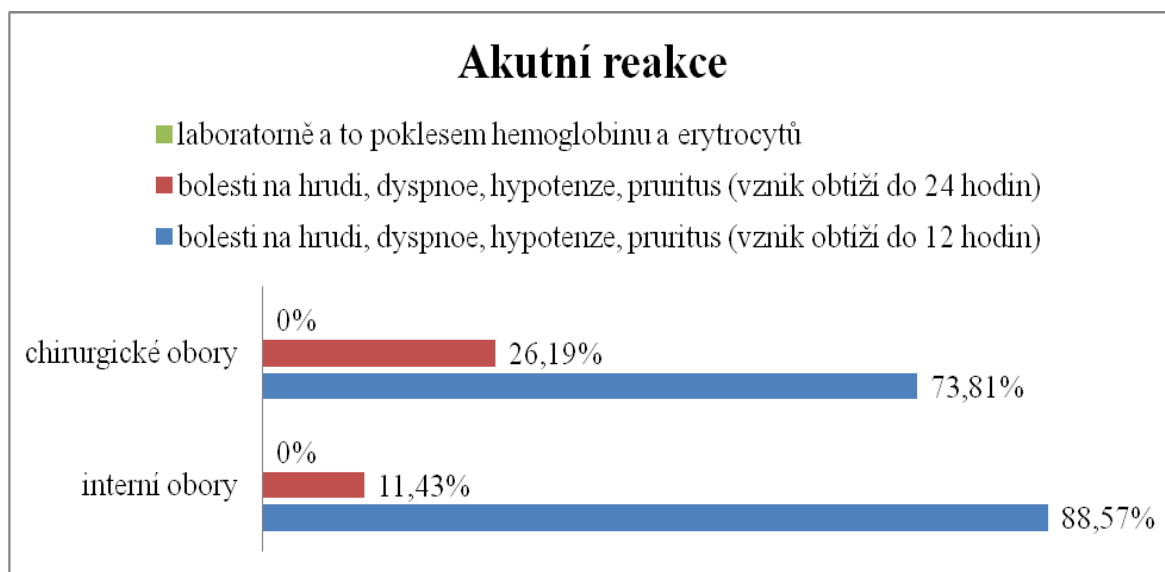 Akutní reakce
laboratorně a to poklesem hemoglobinu a erytrocytů
bolesti na hrudi, dyspnoe, hypotenze, pruritus (vznik obtíží do 24 hodin)
bolesti na hrudi, dyspnoe, hypotenze, pruritus (vznik obtíží do 12 hodin)
0%
chirurgické obory 26,19%
73,81%
0%
interní obory 11,43%
88,57%